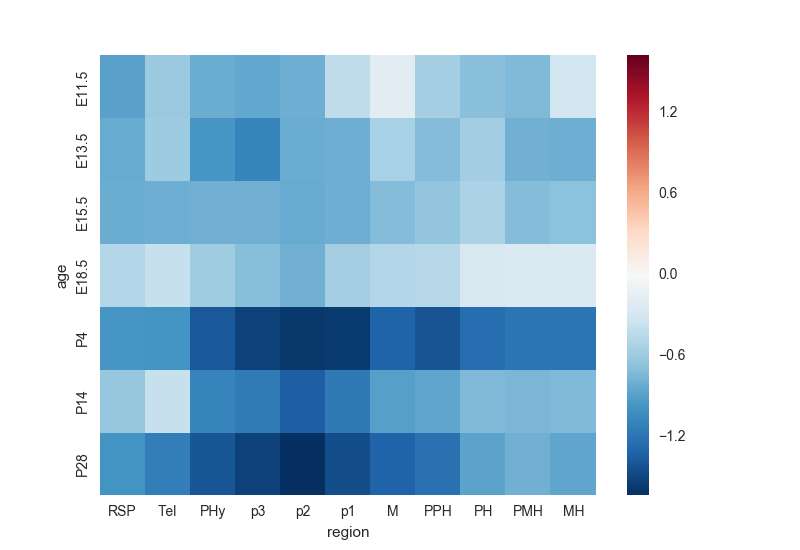 E11.5
E13.5
E15.5
E18.5
P4
P14
P28
age
RSP Tel PHy p3 p2 p1 M PPH PH PMH MH
region
1.2
0.6
0.0
−0.6
−1.2